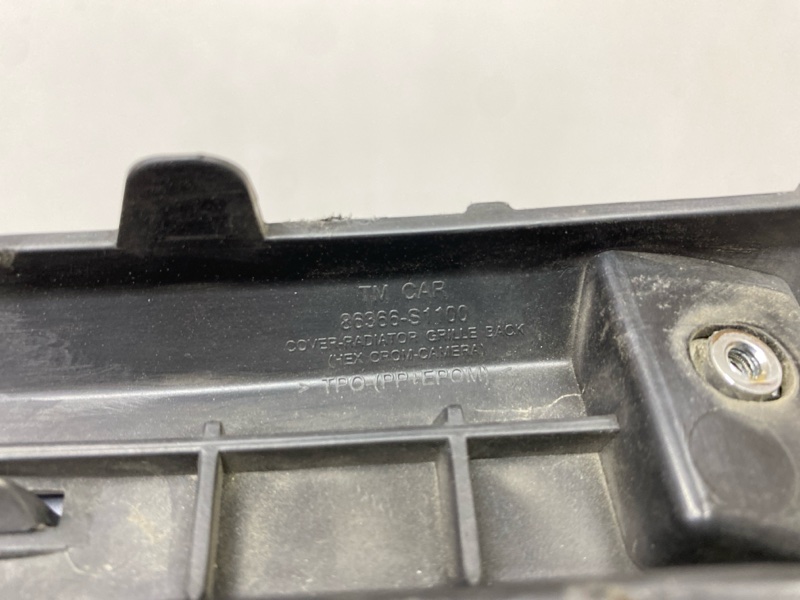 TM CAR
86366-S1100
COVER-RADIATOR GRILLE BACK
(HEX CROM-CAMERA)
> TPO-(PP+EPDM) <